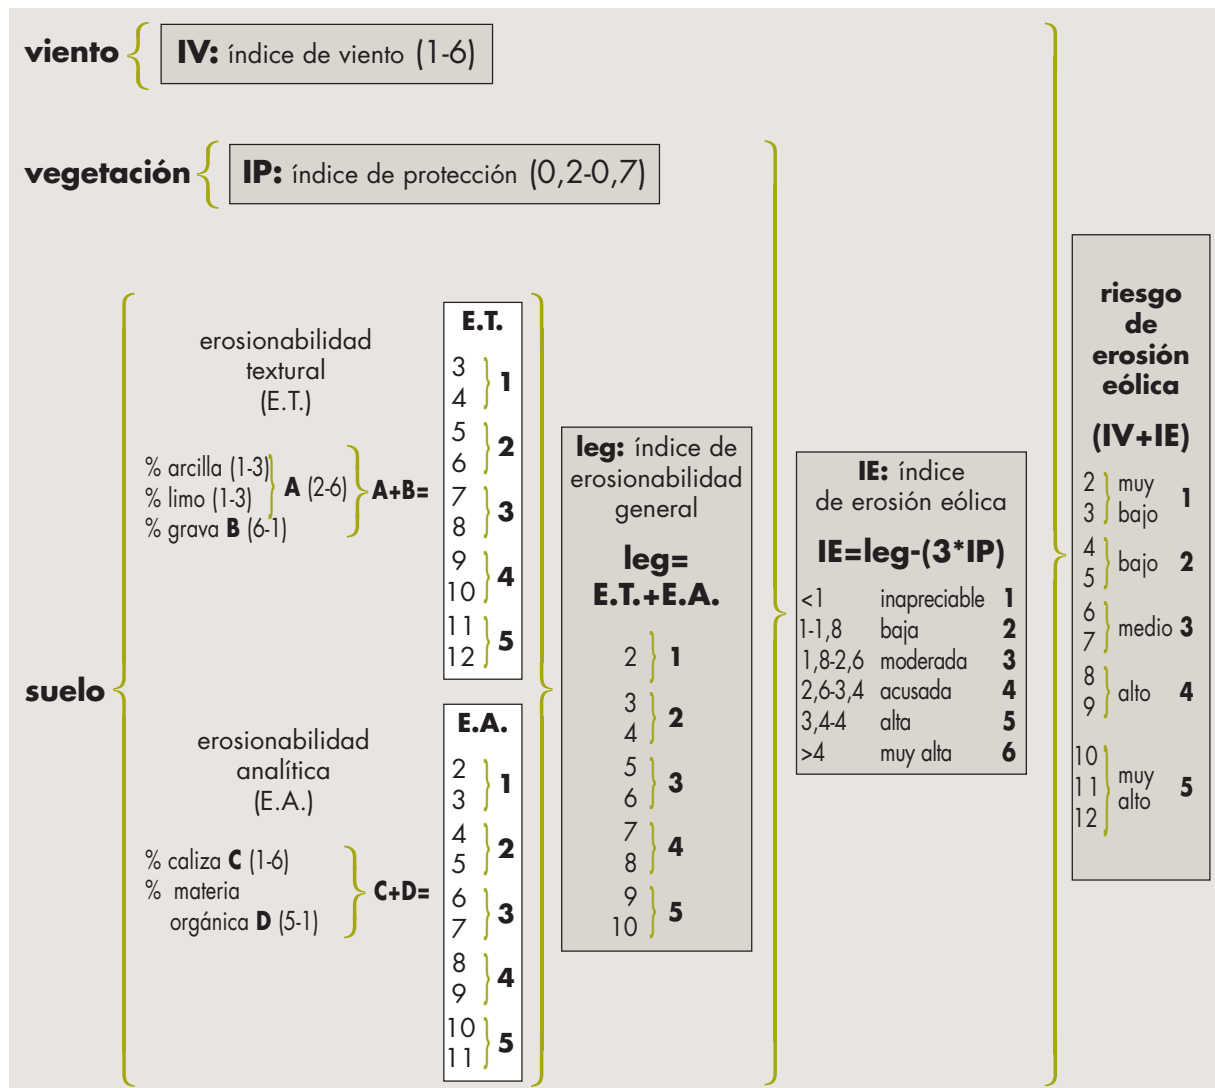 viento
IV: índice de viento (1-6)
vegetación
IP: índice de protección (0,2-0,7)
suelo
erosionabilidad
textural
(E.T.)
% arcilla (1-3)
% limo (1-3)
A (2-6)
% grava B (6-1)
A+B=
E.T.
3
4
1
5
6
2
7
8
3
9
10
4
11
12
5
erosionabilidad
analítica
(E.A.)
% caliza C (1-6)
% materia
orgánica D (5-1)
C+D=
E.A.
2
3
1
4
5
2
6
7
3
8
9
4
10
11
5
Ieg: índice de
erosionabilidad
general
Ieg=
E.T.+E.A.
2
1
3
4
2
5
6
3
7
8
4
9
10
5
IE: índice
de erosión eólica
IE=Ieg-(3*IP)
<1 inapreciable 1
1-1,8 baja 2
1,8-2,6 moderada 3
2,6-3,4 acusada 4
3,4-4 alta 5
>4 muy alta 6
riesgo
de
erosión
eólica
(IV+IE)
2
3
muy
bajo
1
4
5
bajo 2
6
7
medio 3
8
9
alto 4
10
11
12
muy
alto
5